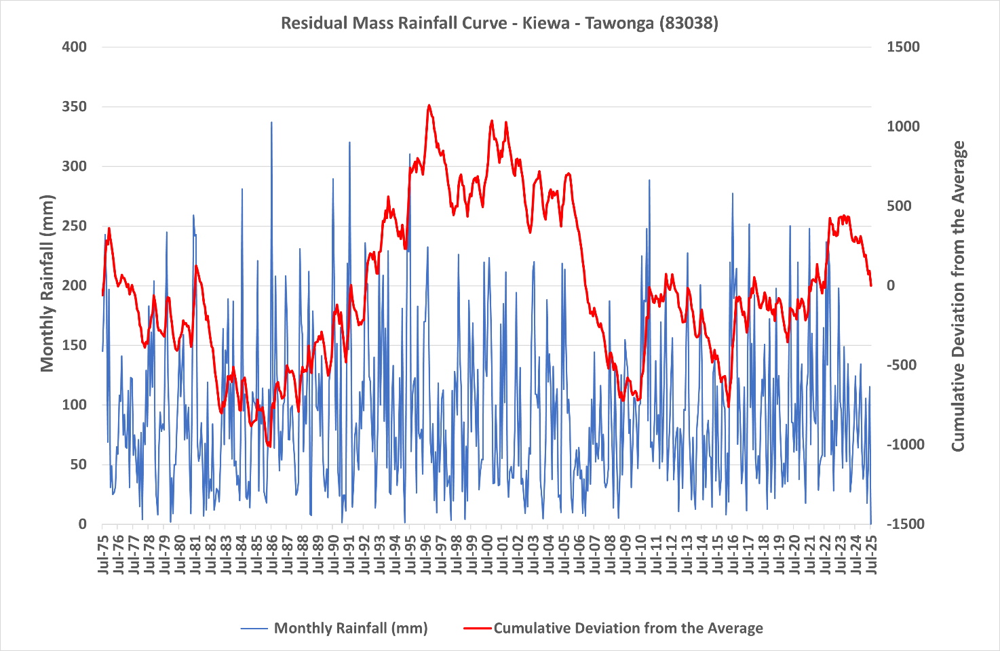 Residual Mass Rainfall Curve - Kiewa - Tawonga (83038)
400
350
300
250
200
150
100
50
0
Monthly Rainfall (mm)
1500
1000
500
0
-500
-1000
-1500
Cumulative Deviation from the Average
Jul-75
Jul-76
Jul-77
Jul-78
Jul-79
Jul-80
Jul-81
Jul-82
Jul-83
Jul-84
Jul-85
Jul-86
Jul-87
Jul-88
Jul-89
Jul-90
Jul-91
Jul-92
Jul-93
Jul-94
Jul-95
Jul-96
Jul-97
Jul-98
Jul-99
Jul-00
Jul-01
Jul-02
Jul-03
Jul-04
Jul-05
Jul-06
Jul-07
Jul-08
Jul-09
Jul-10
Jul-11
Jul-12
Jul-13
Jul-14
Jul-15
Jul-16
Jul-17
Jul-18
Jul-19
Jul-20
Jul-21
Jul-22
Jul-23
Jul-24
Jul-25
Monthly Rainfall (mm)
Cumulative Deviation from the Average